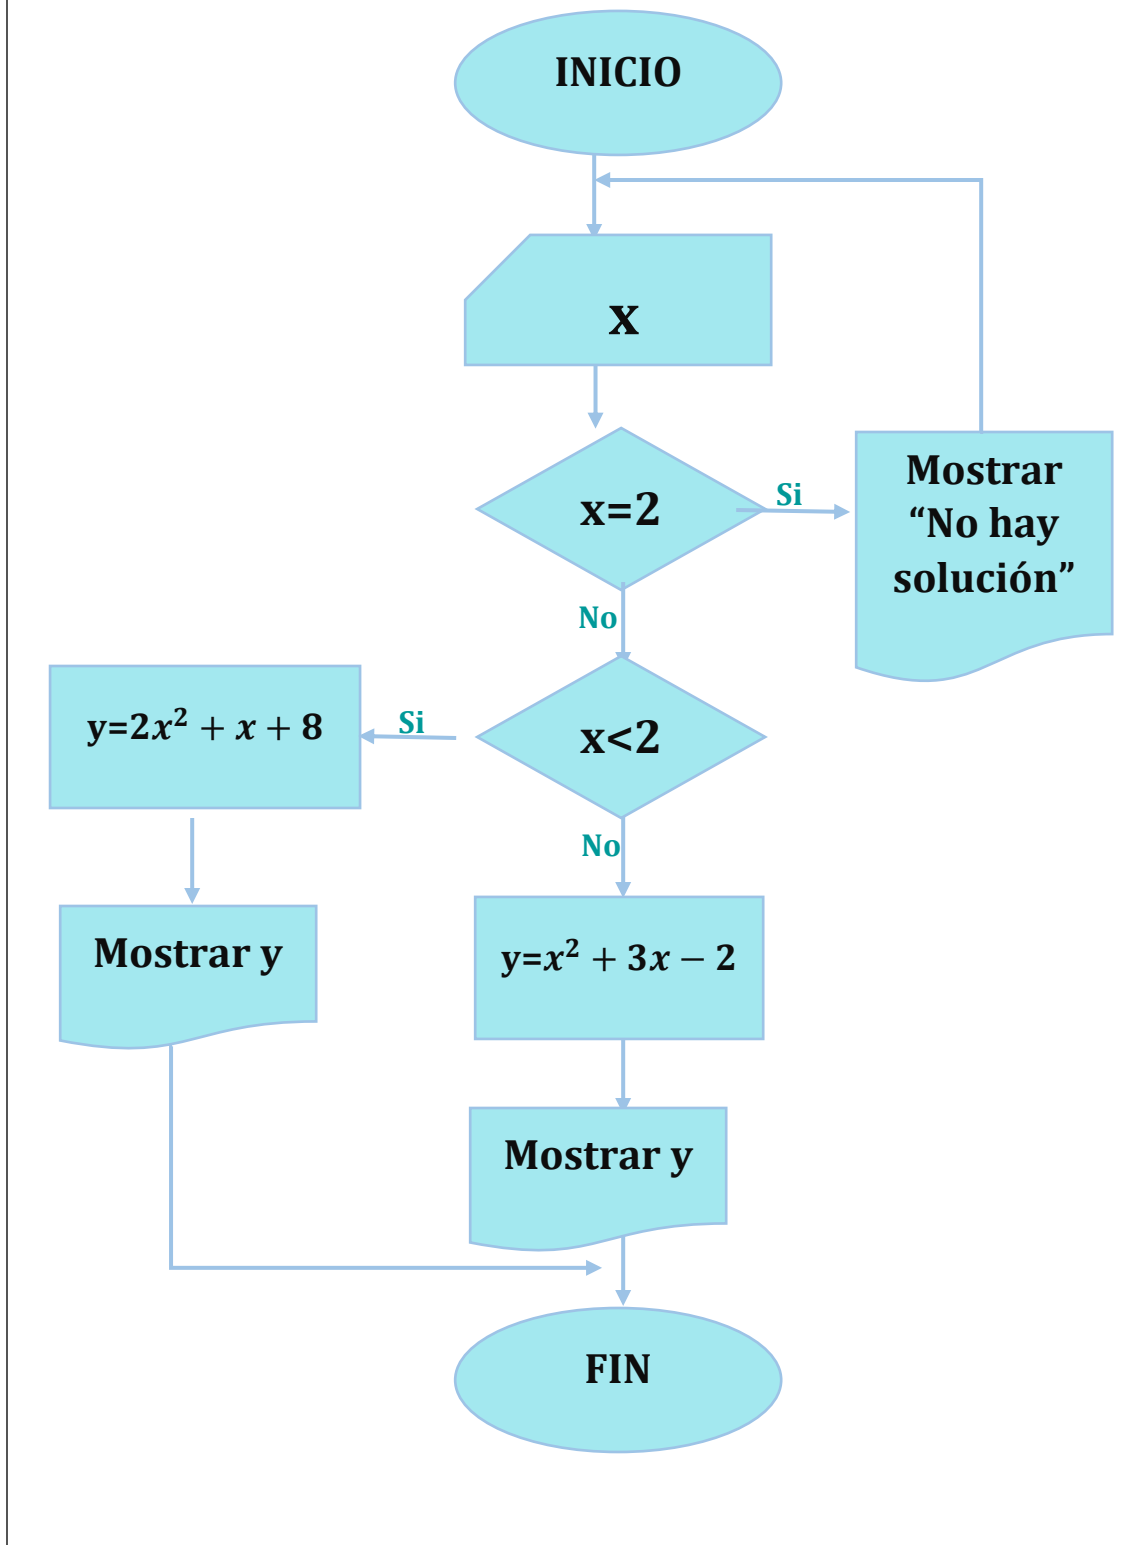 INICIO
x
x=2
Si
Mostrar
“No hay
solución”
No
x<2
Si
y=2x² + x + 8
No
Mostrar y
y=x² + 3x − 2
Mostrar y
FIN